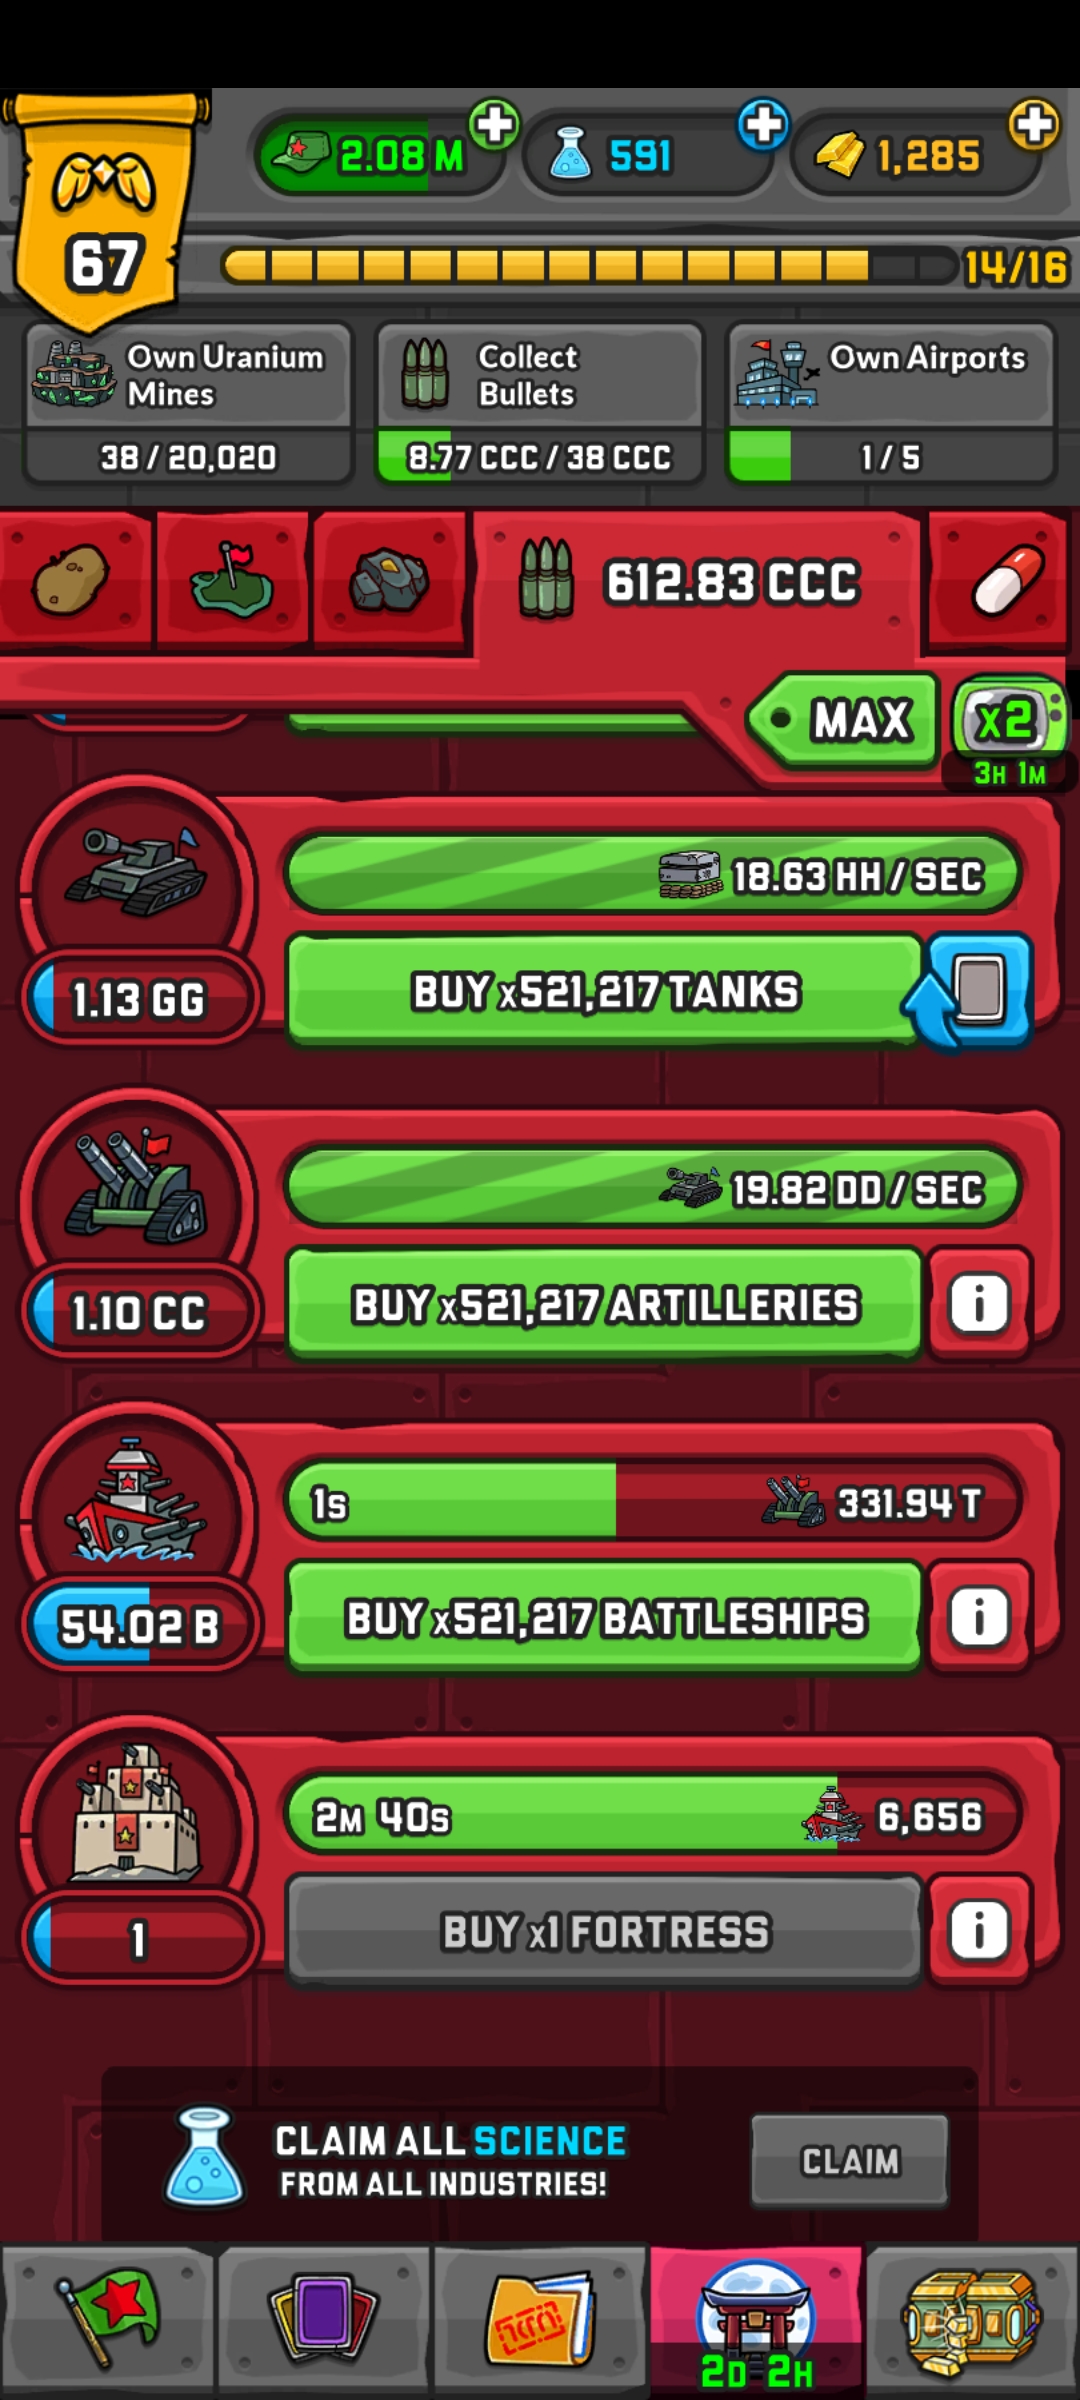 2.08 M
591
1,285
67
14/16
Own Uranium
Mines
38 / 20,020
Collect
Bullets
8.77 CCC / 38 CCC
Own Airports
1 / 5
612.83 CCC
MAX
x2
3H 1M
18.63 HH / SEC
1.13 GG
BUY x521,217 TANKS
19.82 DD / SEC
1.10 CC
BUY x521,217 ARTILLERIES
i
1S
331.94 T
54.02 B
BUY x521,217 BATTLESHIPS
i
2M 40S
6,656
1
BUY x1 FORTRESS
i
CLAIM ALL SCIENCE
FROM ALL INDUSTRIES!
CLAIM
2D 2H